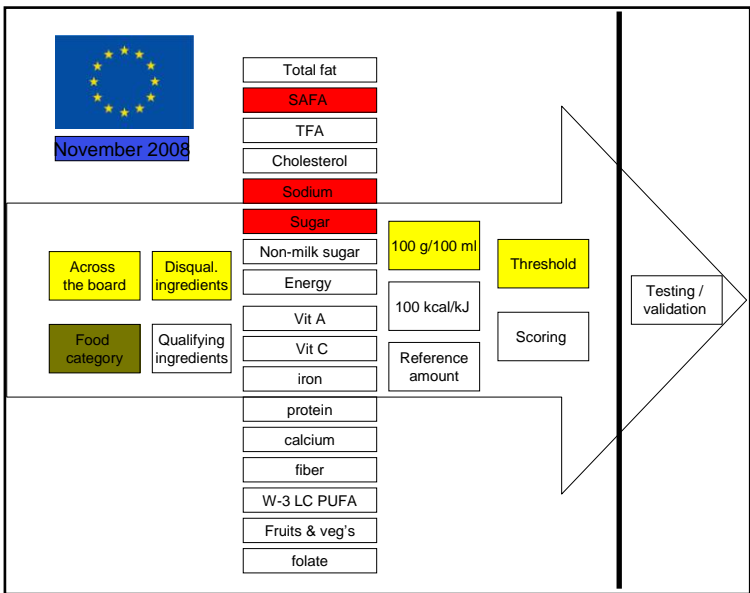 November 2008
Total fat
SAFA
TFA
Cholesterol
Sodium
Sugar
Non-milk sugar
Energy
Vit A
Vit C
iron
protein
calcium
fiber
W-3 LC PUFA
Fruits & veg's
folate
Across
the board
Disqual.
ingredients
Food
category
Qualifying
ingredients
100 g/100 ml
100 kcal/kJ
Reference
amount
Threshold
Scoring
Testing /
validation